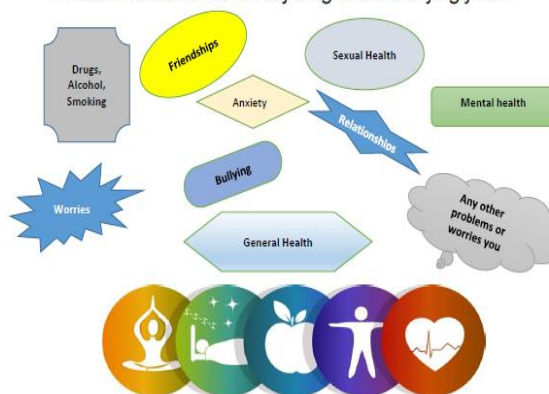 Drugs,
Alcohol,
Smoking
Friendships
Sexual Health
Anxiety
Relationships
Mental health
Worries
Bullying
Any other
problems or
worries you
General Health